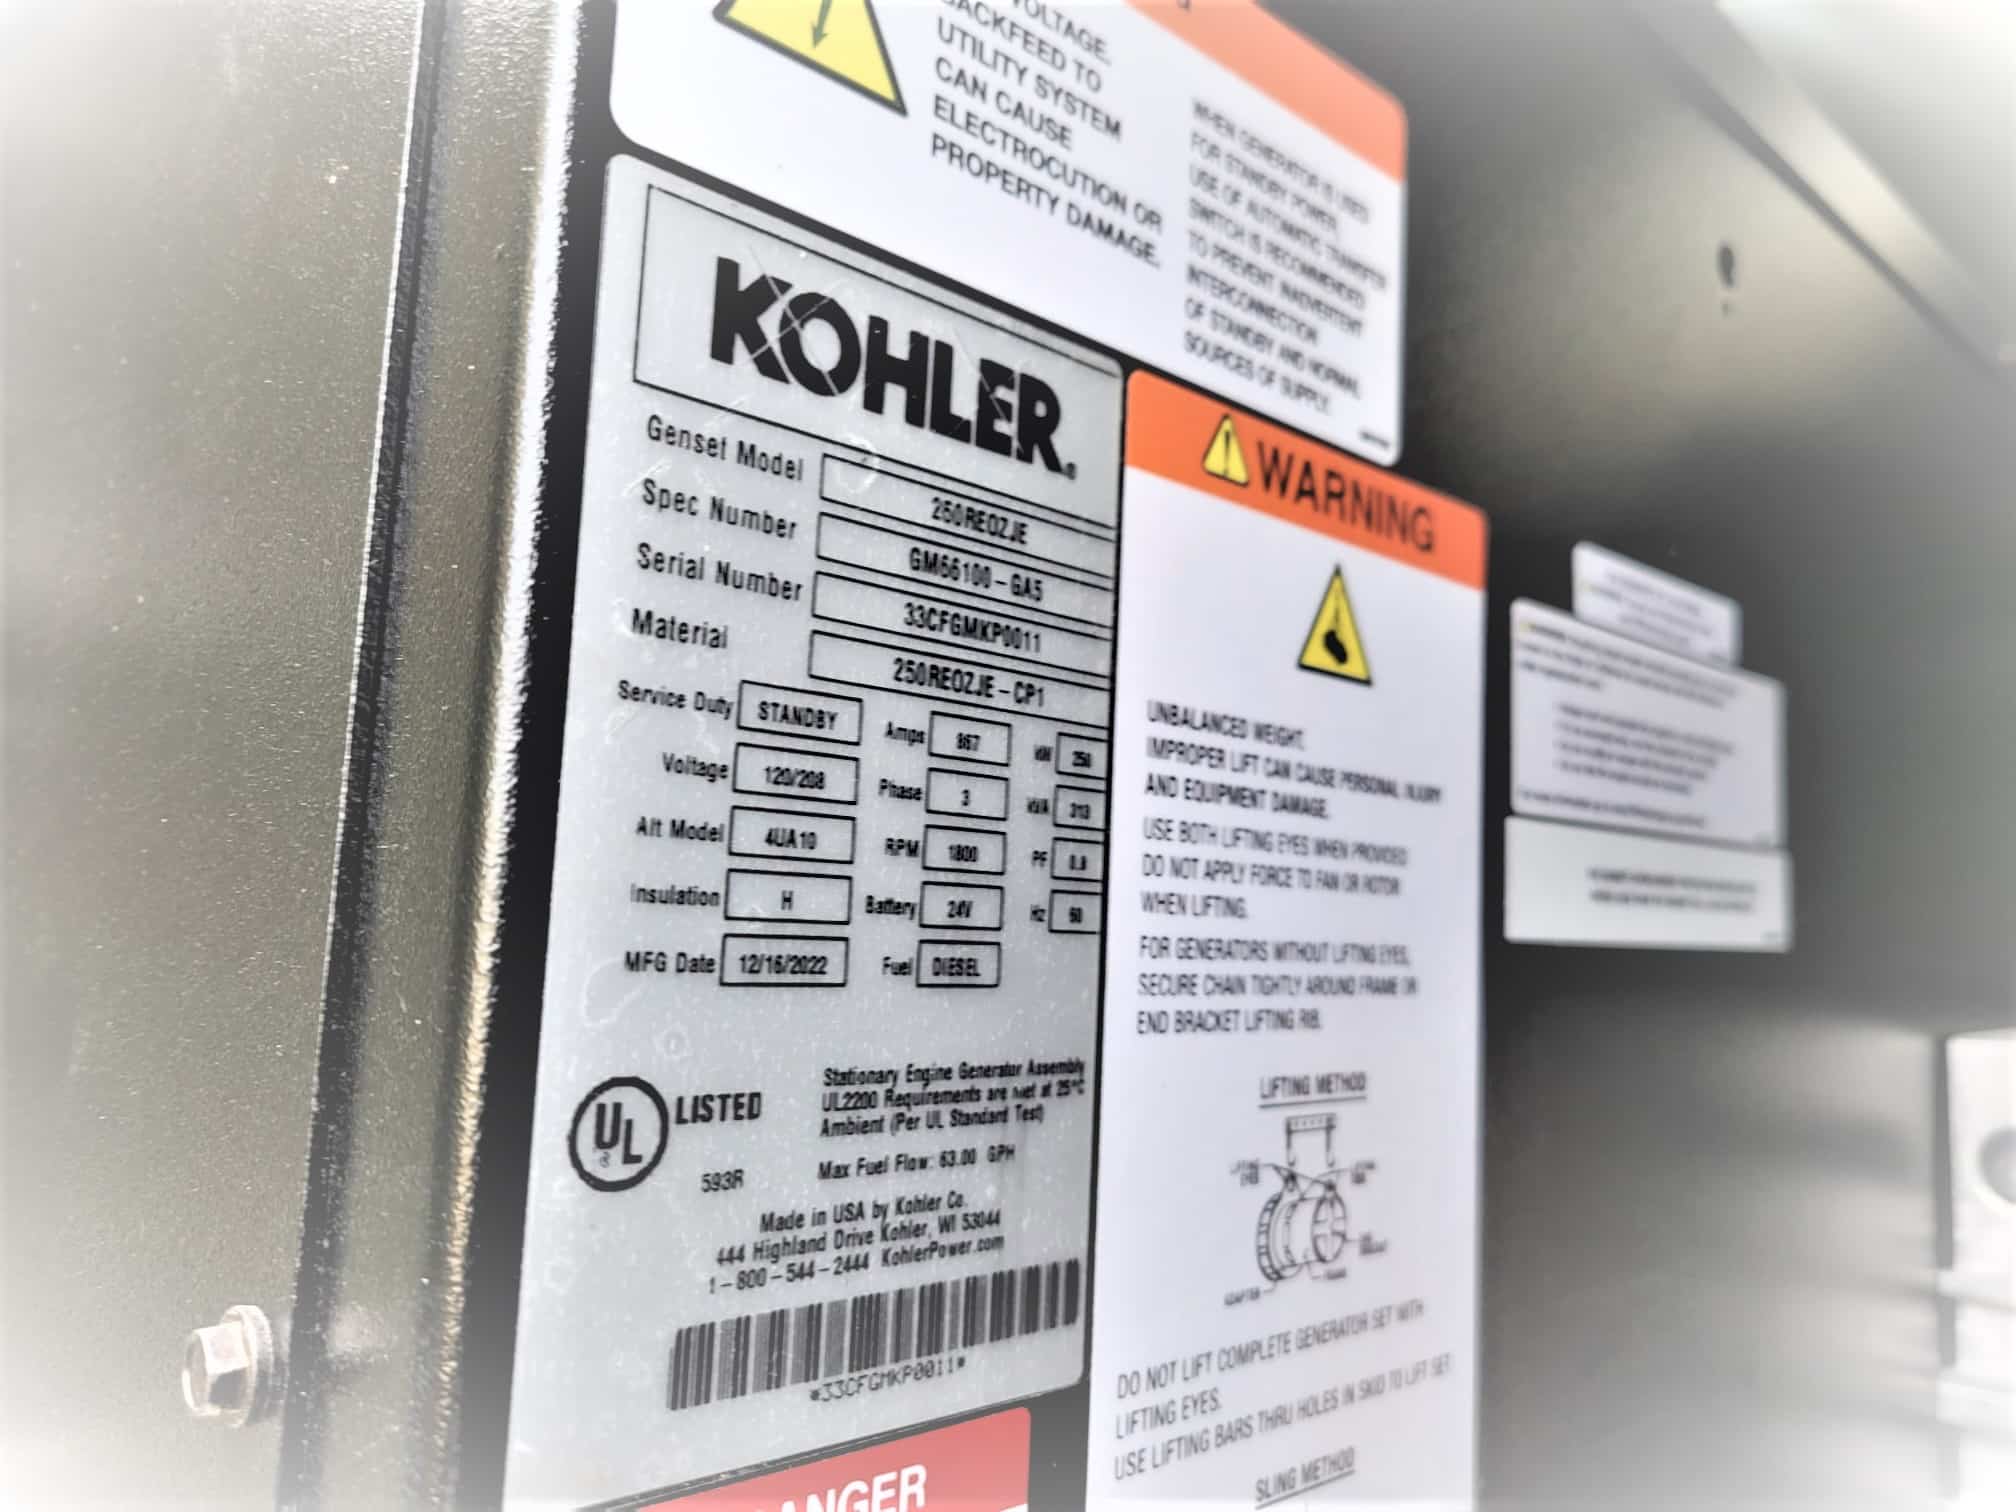 VOLTAGE.
BACKFEED TO
UTILITY SYSTEM
CAN CAUSE
ELECTROCUTION OR
PROPERTY DAMAGE.
WHEN GENERATOR IS USED
FOR STANDBY POWER
USE OF AUTOMATIC TRANSFER
SWITCH IS RECOMMENDED
TO PREVENT INADVERTENT
INTERCONNECTION
OF STANDBY AND NORMAL
SOURCES OF SUPPLY.
KOHLER®
Genset Model 250REOZJE
Spec Number GM66100-GA5
Serial Number 33CFGMKP0011
Material 250REOZJE-CP1
Service Duty STANDBY Amps 867 kW 250
Voltage 120/208 Phase 3 kVA 313
Alt Model 4UA10 RPM 1800 PF 0.8
Insulation H Battery 24V Hz 60
MFG Date 12/16/2022 Fuel DIESEL
UL® LISTED
593R
Stationary Engine Generator Assembly
UL2200 Requirements are Met at 25°C
Ambient (Per UL Standard Test)
Max Fuel Flow: 63.00 GPH
Made in USA by Kohler Co.
444 Highland Drive Kohler, WI 53044
1-800-544-2444 KohlerPower.com
*33CFGMKP0011*
ANGER
WARNING
UNBALANCED WEIGHT.
IMPROPER LIFT CAN CAUSE PERSONAL INJURY
AND EQUIPMENT DAMAGE.
USE BOTH LIFTING EYES WHEN PROVIDED
DO NOT APPLY FORCE TO FAN OR ROTOR
WHEN LIFTING.
FOR GENERATORS WITHOUT LIFTING EYES,
SECURE CHAIN TIGHTLY AROUND FRAME OR
END BRACKET LIFTING RIB.
LIFTING METHOD
ADAPTER
FRAME
DO NOT LIFT COMPLETE GENERATOR SET WITH
LIFTING EYES.
USE LIFTING BARS THRU HOLES IN SKID TO LIFT SET
SLING METHOD